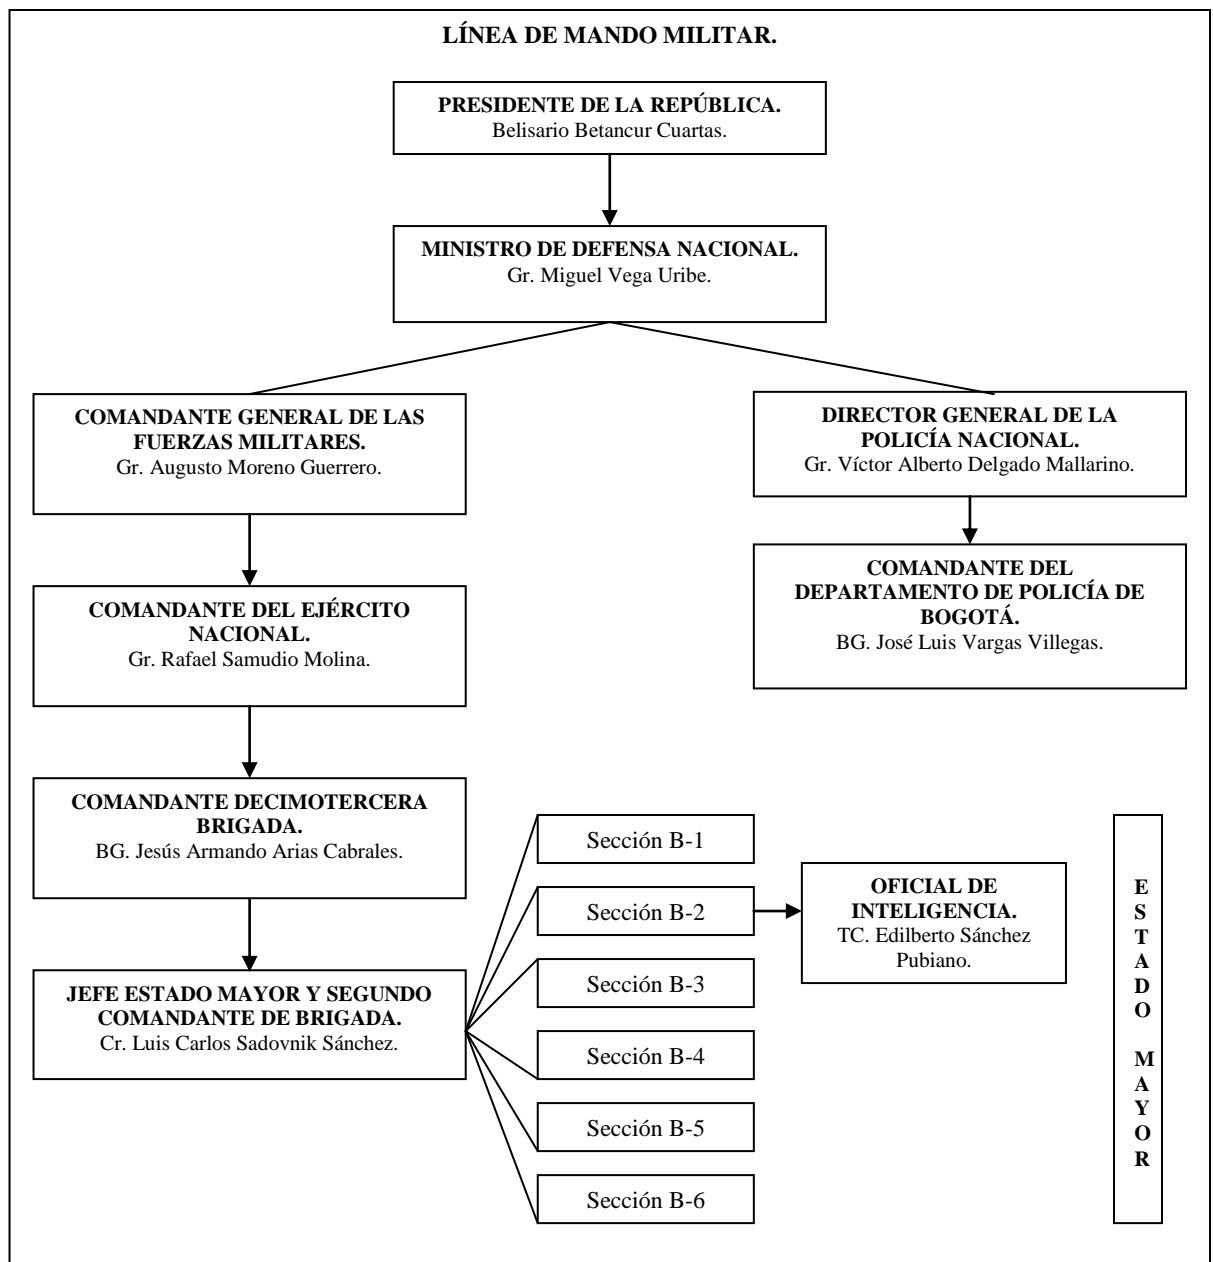 LÍNEA DE MANDO MILITAR.
PRESIDENTE DE LA REPÚBLICA.
Belisario Betancur Cuartas.
MINISTRO DE DEFENSA NACIONAL.
Gr. Miguel Vega Uribe.
COMANDANTE GENERAL DE LAS
FUERZAS MILITARES.
Gr. Augusto Moreno Guerrero.
DIRECTOR GENERAL DE LA
POLICÍA NACIONAL.
Gr. Víctor Alberto Delgado Mallarino.
COMANDANTE DEL
DEPARTAMENTO DE POLICÍA DE
BOGOTÁ.
BG. José Luis Vargas Villegas.
COMANDANTE DEL EJÉRCITO
NACIONAL.
Gr. Rafael Samudio Molina.
COMANDANTE DECIMOTERCERA
BRIGADA.
BG. Jesús Armando Arias Cabrales.
JEFE ESTADO MAYOR Y SEGUNDO
COMANDANTE DE BRIGADA.
Cr. Luis Carlos Sadovnik Sánchez.
Sección B-1
Sección B-2
Sección B-3
Sección B-4
Sección B-5
Sección B-6
OFICIAL DE
INTELIGENCIA.
TC. Edilberto Sánchez
Pubiano.
ESTADO MAYOR